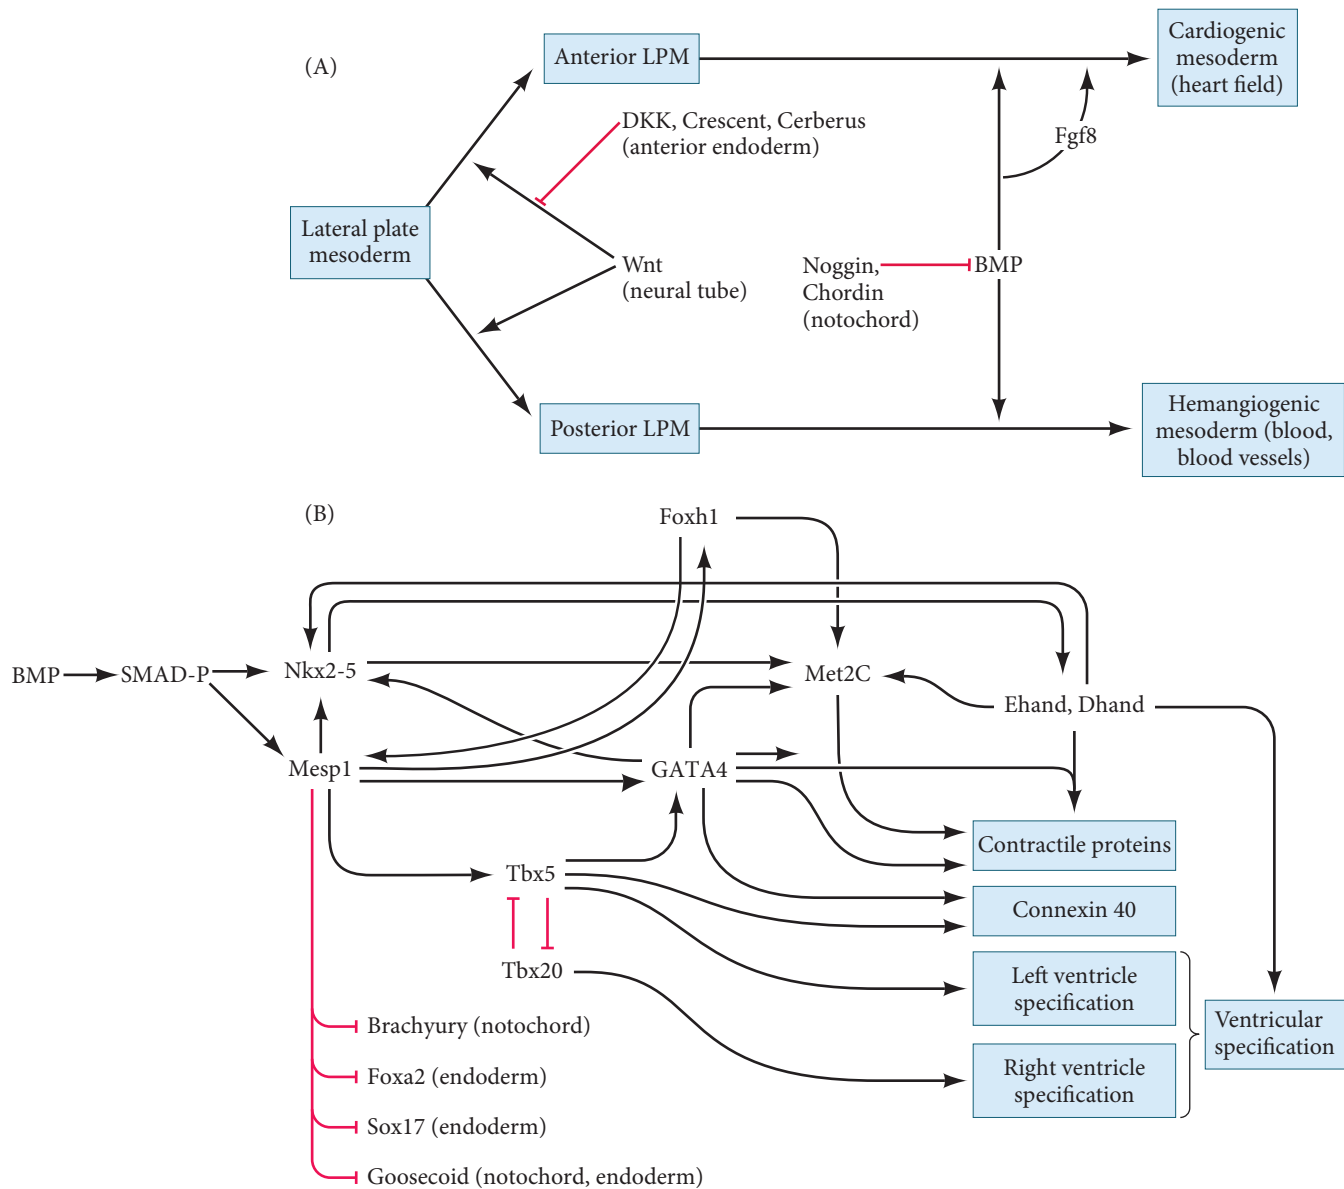 (A)
Anterior LPM
Cardiogenic
mesoderm
(heart field)
DKK, Crescent, Cerberus
(anterior endoderm)
Fgf8
Lateral plate
mesoderm
Wnt
(neural tube)
Noggin,
Chordin
(notochord)
BMP
Posterior LPM
Hemangiogenic
mesoderm (blood,
blood vessels)
(B)
Foxh1
BMP
SMAD-P
Nkx2-5
Met2C
Ehand, Dhand
Mesp1
GATA4
Contractile proteins
Tbx5
Connexin 40
Tbx20
Left ventricle
specification
Ventricular
specification
Right ventricle
specification
Brachyury (notochord)
Foxa2 (endoderm)
Sox17 (endoderm)
Goosecoid (notochord, endoderm)